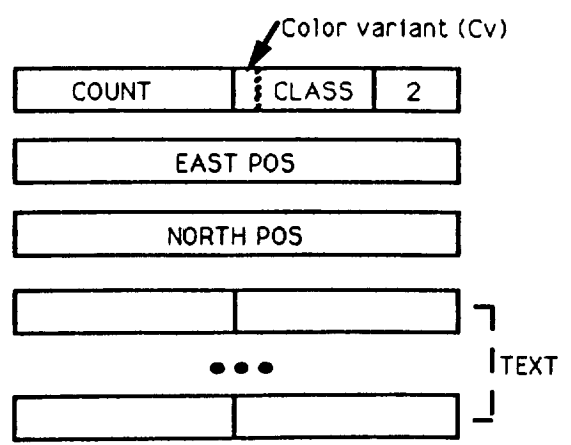 Color variant (Cv)
COUNT CLASS 2
EAST POS
NORTH POS
TEXT